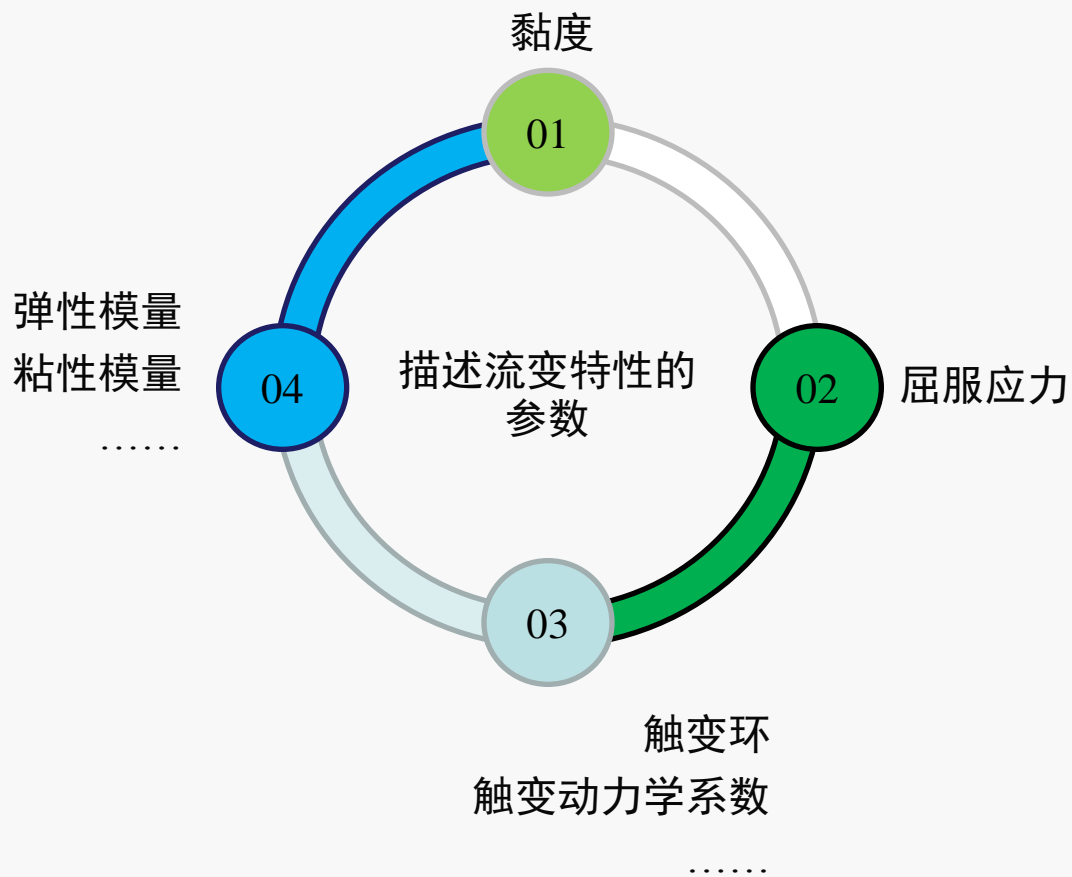 黏度
01
弹性模量
粘性模量
……
04
描述流变特性的
参数
02
屈服应力
03
触变环
触变动力学系数
……